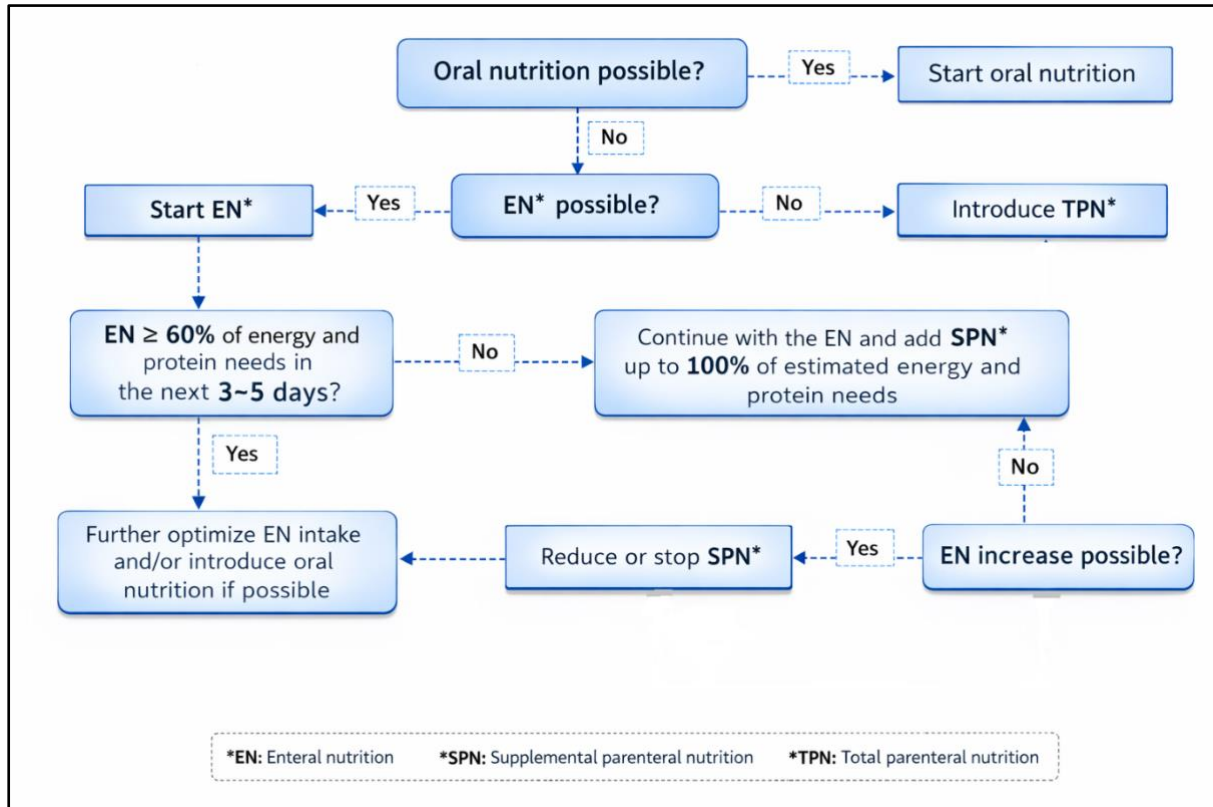 Oral nutrition possible?
Yes
Start oral nutrition
No
Start EN*
Yes
EN* possible?
No
Introduce TPN*
EN ≥ 60% of energy and
protein needs in
the next 3~5 days?
No
Continue with the EN and add SPN*
up to 100% of estimated energy and
protein needs
Yes
No
Further optimize EN intake
and/or introduce oral
nutrition if possible
Reduce or stop SPN*
Yes
EN increase possible?
*EN: Enteral nutrition *SPN: Supplemental parenteral nutrition *TPN: Total parenteral nutrition